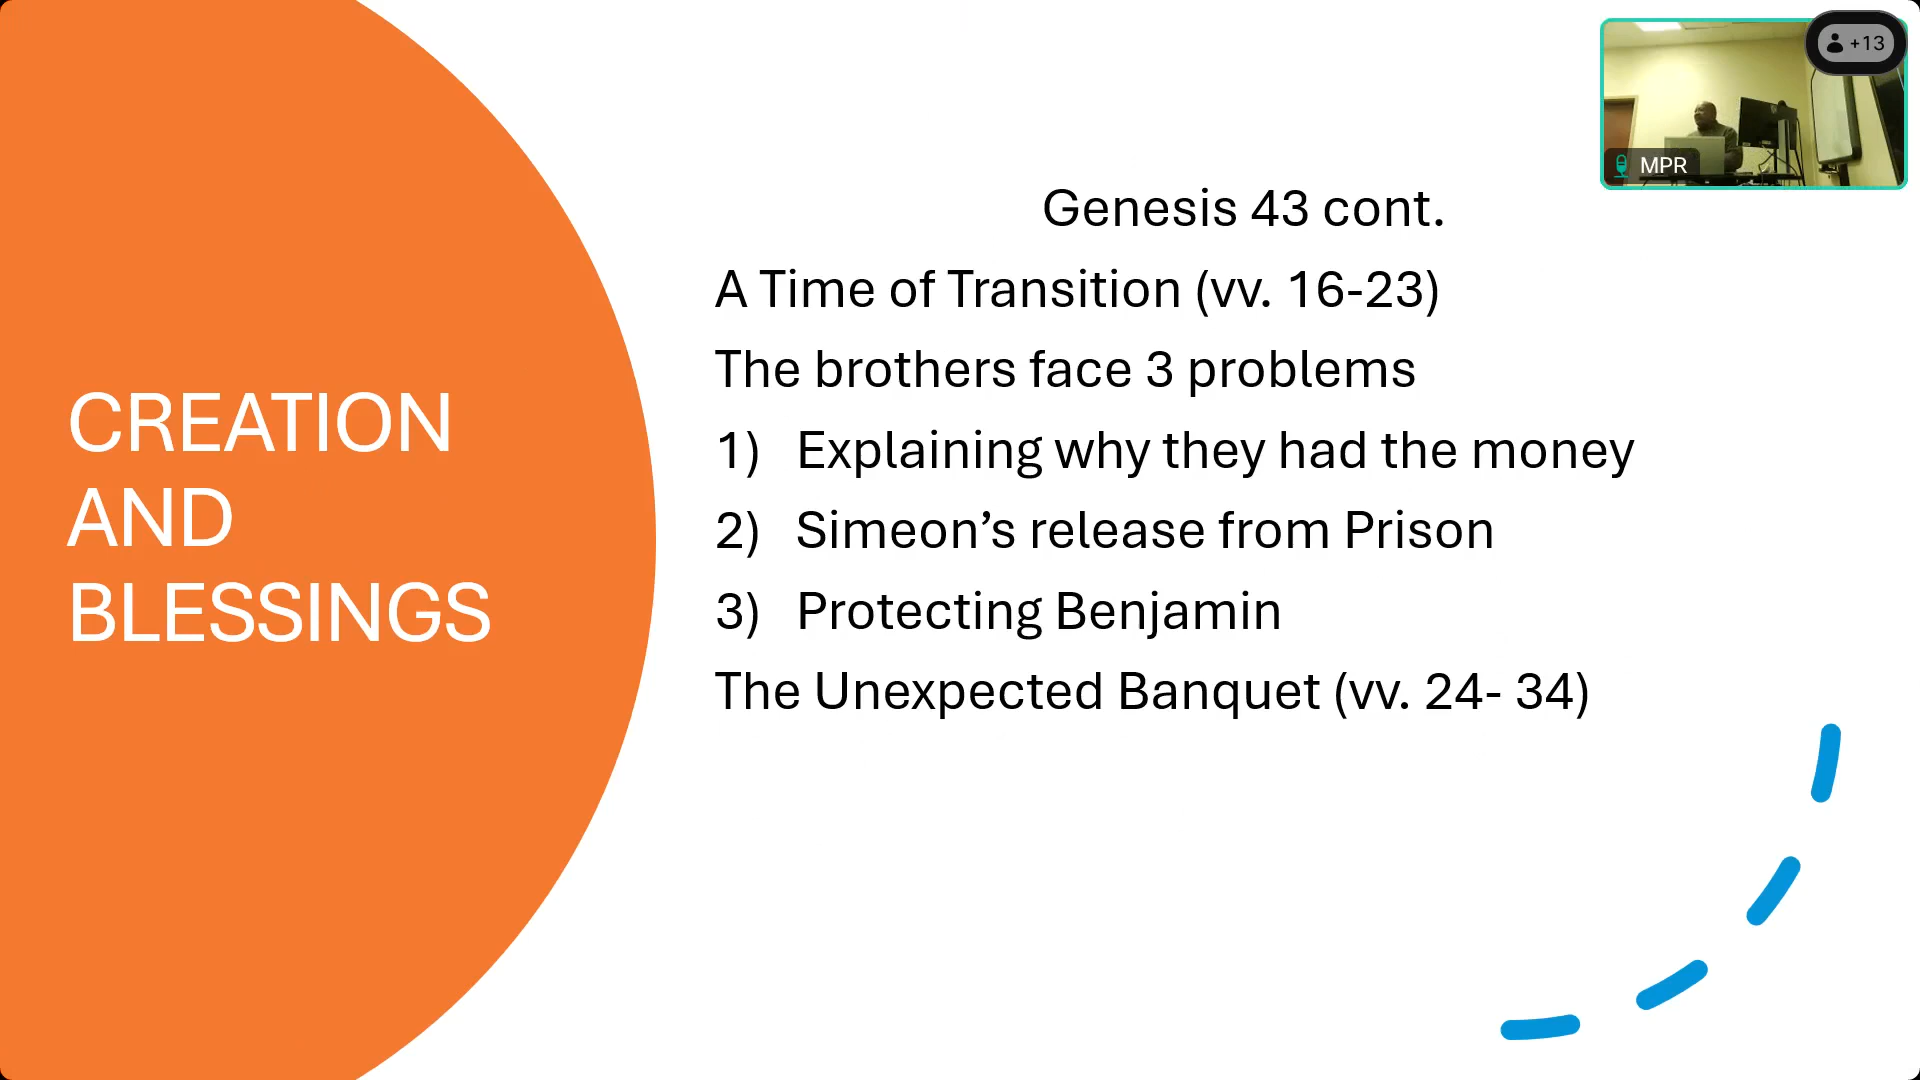 CREATION
AND
BLESSINGS
Genesis 43 cont.
A Time of Transition (vv. 16-23)
The brothers face 3 problems
1) Explaining why they had the money
2) Simeon’s release from Prison
3) Protecting Benjamin
The Unexpected Banquet (vv. 24- 34)
+13
MPR